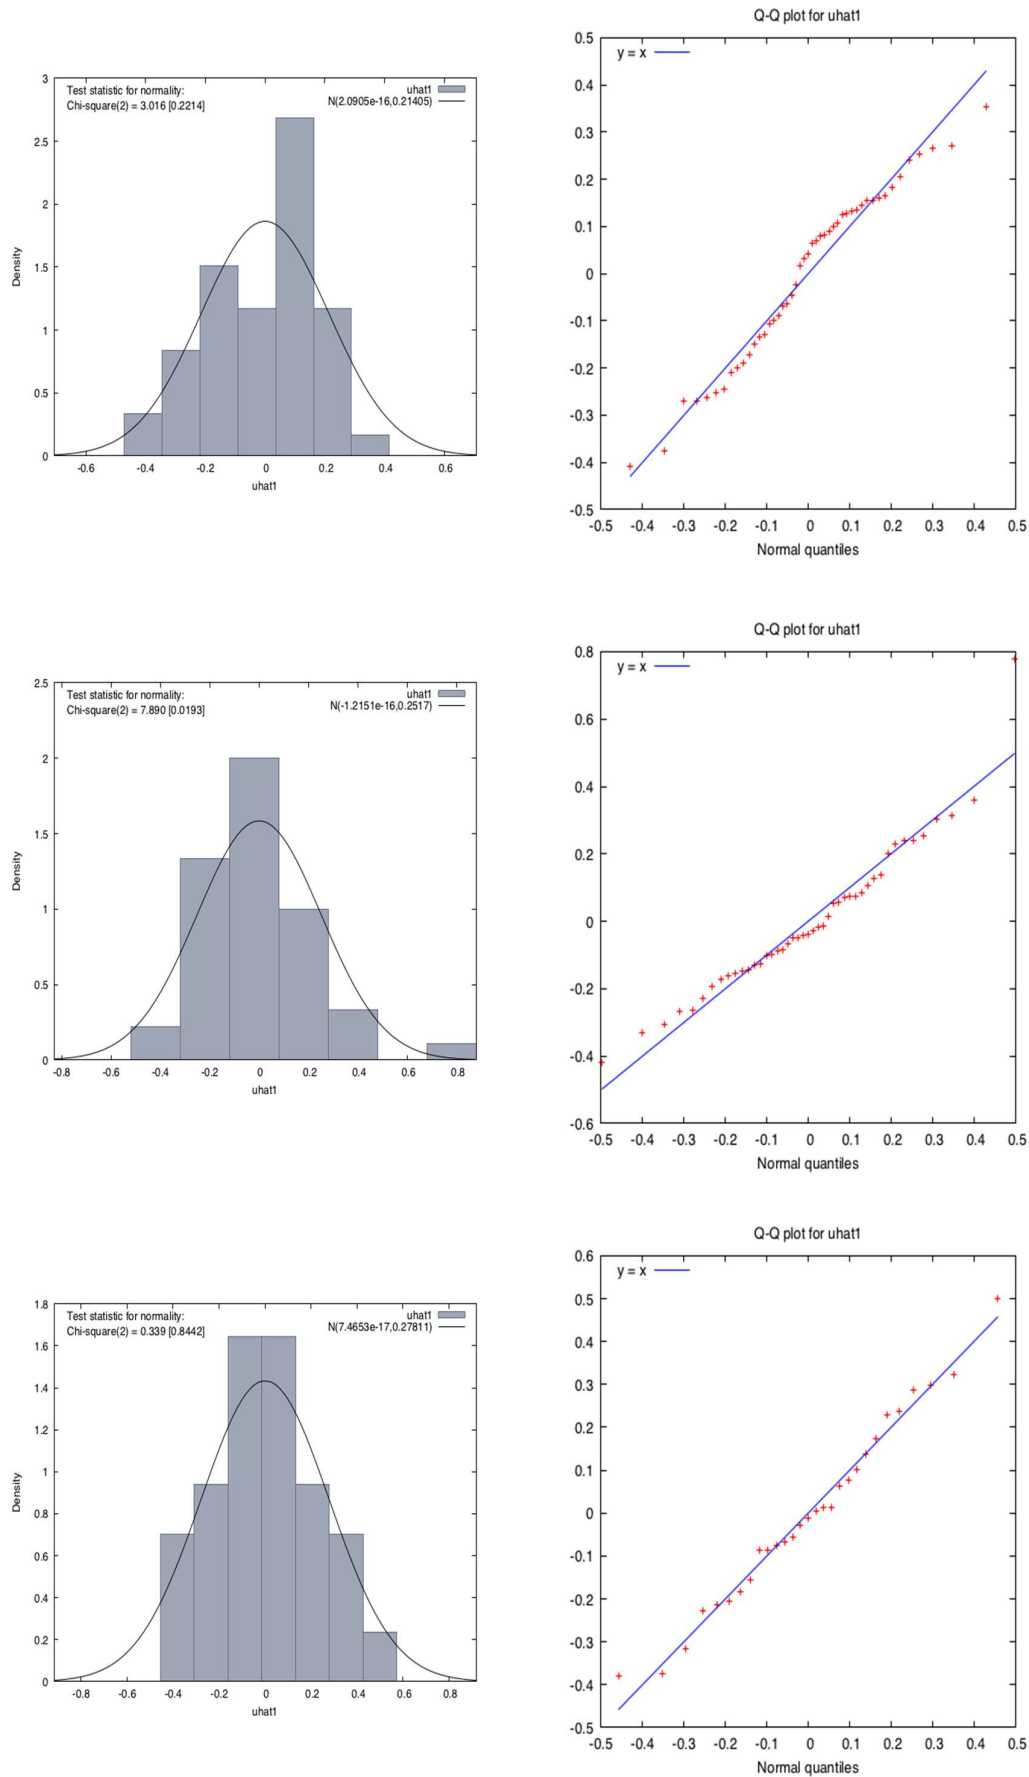 Q-Q plot for uhat1
y = x
0.5
0.4
0.3
0.2
0.1
0
-0.1
-0.2
-0.3
-0.4
-0.5
-0.5 -0.4 -0.3 -0.2 -0.1 0 0.1 0.2 0.3 0.4 0.5
Normal quantiles
Test statistic for normality:
Chi-square(2) = 3.016 [0.2214]
uhat1
N(2.0905e-16,0.21405)
3
2.5
2
1.5
1
0.5
0
Density
-0.6 -0.4 -0.2 0 0.2 0.4 0.6
uhat1
Q-Q plot for uhat1
y = x
0.8
0.6
0.4
0.2
0
-0.2
-0.4
-0.6
-0.5 -0.4 -0.3 -0.2 -0.1 0 0.1 0.2 0.3 0.4 0.5
Normal quantiles
Test statistic for normality:
Chi-square(2) = 7.890 [0.0193]
uhat1
N(-1.2151e-16,0.2517)
2.5
2
1.5
1
0.5
0
Density
-0.8 -0.6 -0.4 -0.2 0 0.2 0.4 0.6 0.8
uhat1
Q-Q plot for uhat1
y = x
0.6
0.5
0.4
0.3
0.2
0.1
0
-0.1
-0.2
-0.3
-0.4
-0.5
-0.5 -0.4 -0.3 -0.2 -0.1 0 0.1 0.2 0.3 0.4 0.5
Normal quantiles
Test statistic for normality:
Chi-square(2) = 0.339 [0.8442]
uhat1
N(7.4653e-17,0.27811)
1.8
1.6
1.4
1.2
1
0.8
0.6
0.4
0.2
0
Density
-0.8 -0.6 -0.4 -0.2 0 0.2 0.4 0.6 0.8
uhat1